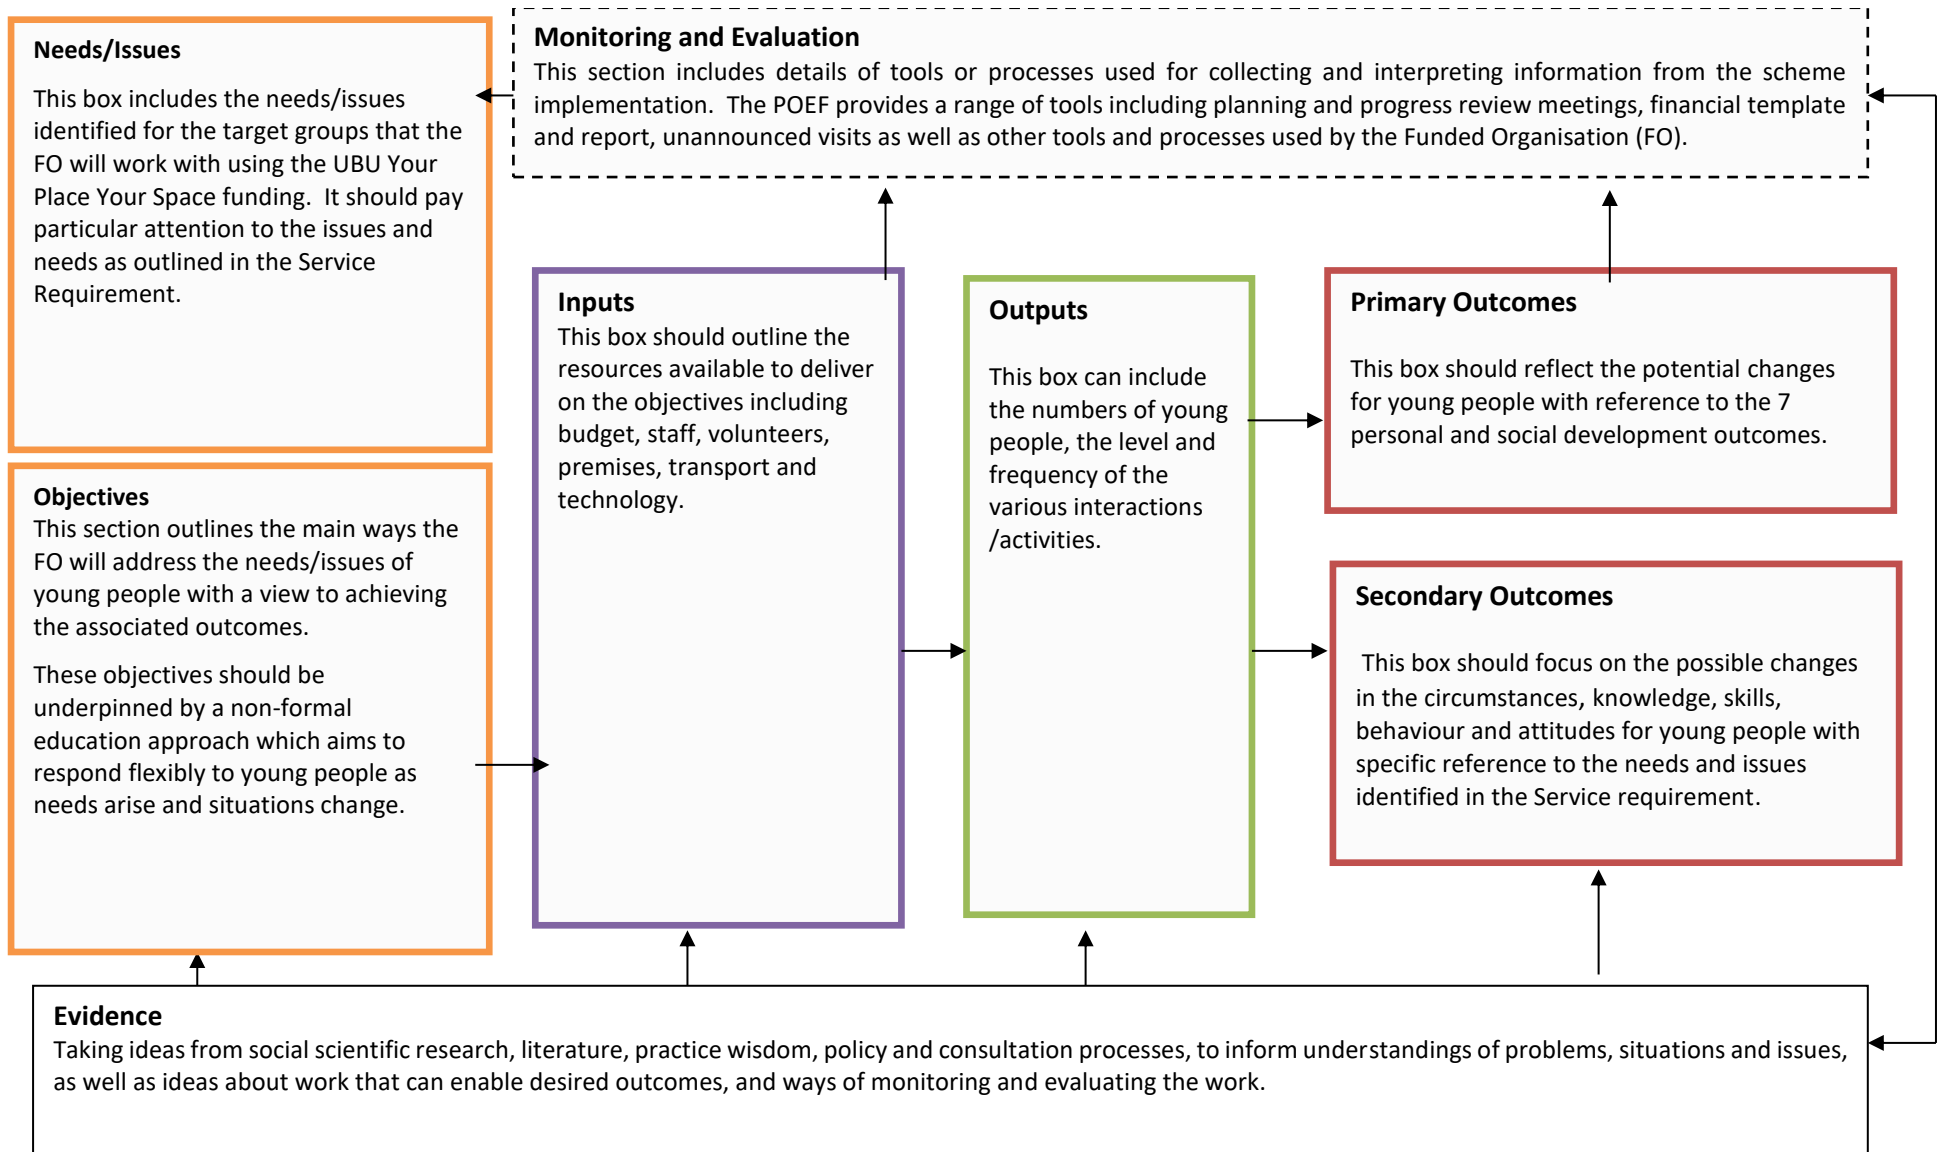 Needs/Issues
This box includes the needs/issues
identified for the target groups that the
FO will work with using the UBU Your
Place Your Space funding.  It should pay
particular attention to the issues and
needs as outlined in the Service
Requirement.
Monitoring and Evaluation
This section includes details of tools or processes used for collecting and interpreting information from the scheme
implementation.  The POEF provides a range of tools including planning and progress review meetings, financial template
and report, unannounced visits as well as other tools and processes used by the Funded Organisation (FO).
Objectives
This section outlines the main ways the
FO will address the needs/issues of
young people with a view to achieving
the associated outcomes.
These objectives should be
underpinned by a non-formal
education approach which aims to
respond flexibly to young people as
needs arise and situations change.
Inputs
This box should outline the
resources available to deliver
on the objectives including
budget, staff, volunteers,
premises, transport and
technology.
Outputs
This box can include
the numbers of young
people, the level and
frequency of the
various interactions
/activities.
Primary Outcomes
This box should reflect the potential changes
for young people with reference to the 7
personal and social development outcomes.
Secondary Outcomes
This box should focus on the possible changes
in the circumstances, knowledge, skills,
behaviour and attitudes for young people with
specific reference to the needs and issues
identified in the Service requirement.
Evidence
Taking ideas from social scientific research, literature, practice wisdom, policy and consultation processes, to inform understandings of problems, situations and issues,
as well as ideas about work that can enable desired outcomes, and ways of monitoring and evaluating the work.